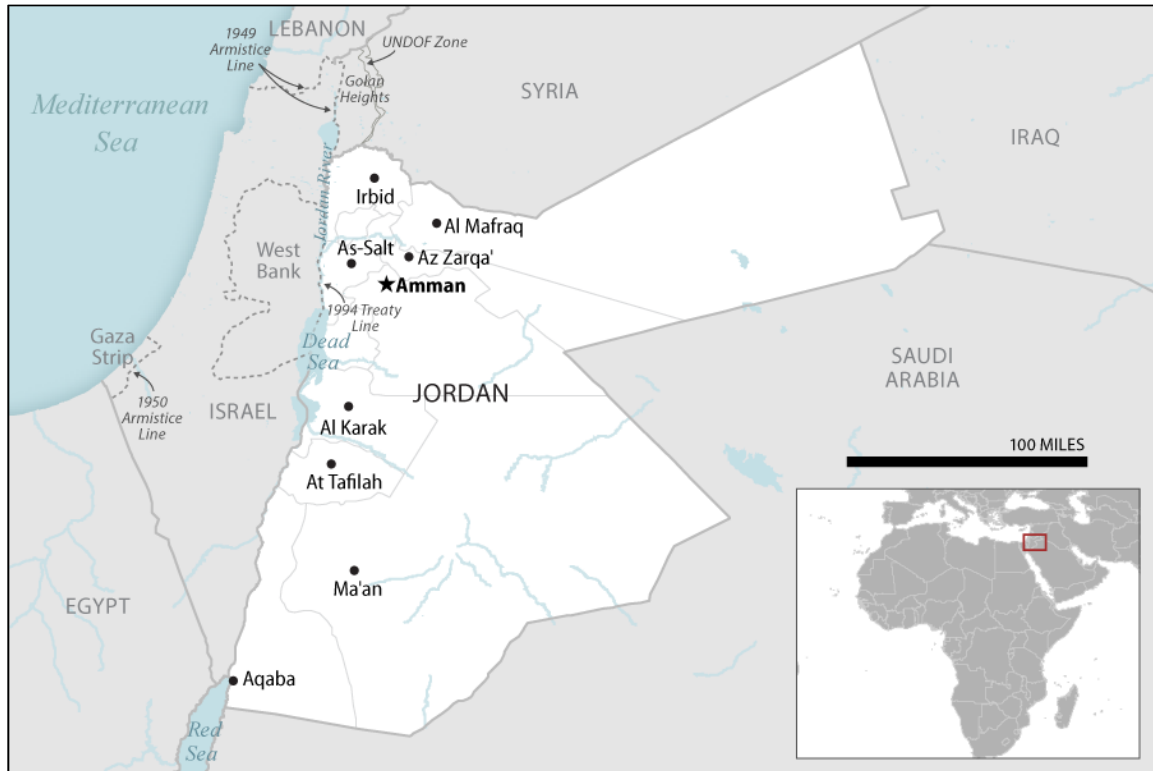 LEBANON
1949
Armistice
Line
UNDOF Zone
Golan
Heights
SYRIA
IRAQ
Mediterranean
Sea
Jordan River
Irbid
Al Mafraq
As-Salt
Az Zarqa'
West
Bank
Amman
1994 Treaty
Line
Dead
Sea
Gaza
Strip
1950
Armistice
Line
ISRAEL
JORDAN
SAUDI
ARABIA
Al Karak
100 MILES
At Tafilah
Ma'an
EGYPT
Aqaba
Red
Sea